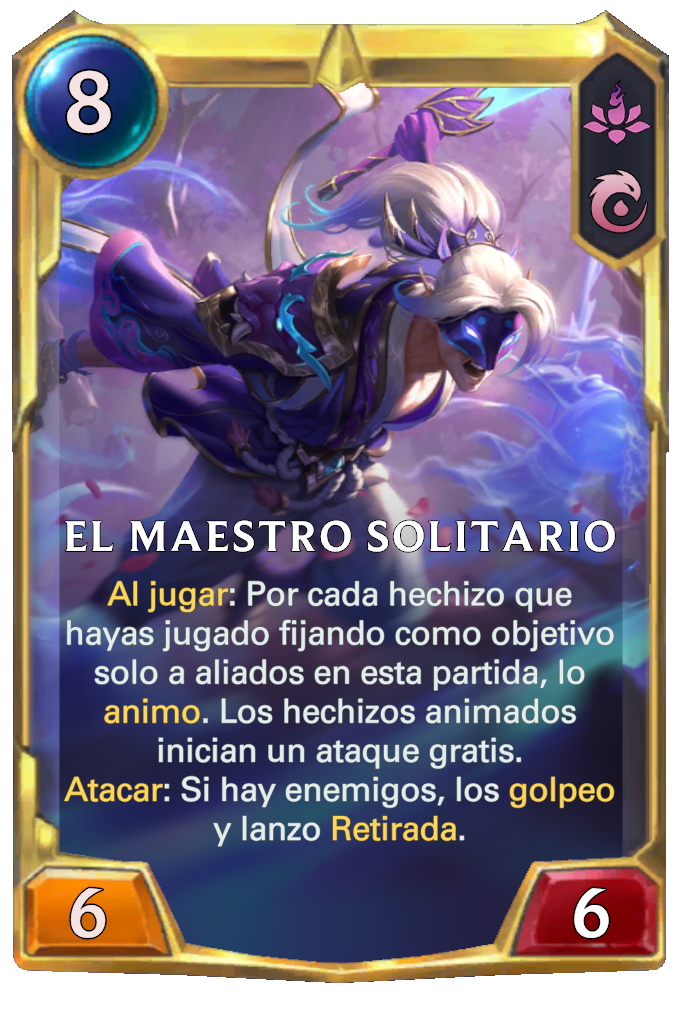 8
EL MAESTRO SOLITARIO
Al jugar: Por cada hechizo que
hayas jugado fijando como objetivo
solo a aliados en esta partida, lo
animo. Los hechizos animados
inician un ataque gratis.
Atacar: Si hay enemigos, los golpeo
y lanzo Retirada.
6
6